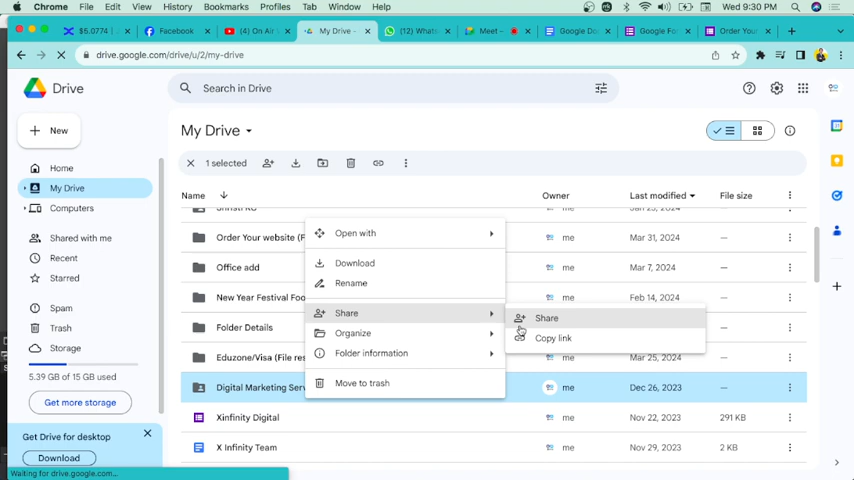 Chrome File Edit View History Bookmarks Profiles Tab Window Help Wed 9:30 PM
$5.0774 Facebook (4) On Air My Drive - (12) Whats Meet – Google Do Google For Google Dri
drive.google.com/drive/u/2/my-drive
Drive
Search in Drive
New
My Drive
1 selected
Home
My Drive
Computers
Shared with me
Recent
Starred
Spam
Trash
Storage
5.39 GB of 15 GB used
Get more storage
Get Drive for desktop
Download
Waiting for drive.google.com...
Name Owner Last modified File size
me Jan 23, 2024 —
Order Your website (F me Mar 31, 2024 —
Office add me Mar 7, 2024 —
New Year Festival Foo me Feb 14, 2024 —
Folder Details me
Eduzone/Visa (File res me Mar 25, 2024 —
Digital Marketing Serv me Dec 26, 2023 —
Xinfinity Digital me Nov 22, 2023 291 KB
X Infinity Team me Nov 29, 2023 2 KB
Open with
Download
Rename
Share
Organize
Folder information
Move to trash
Share
Copy link